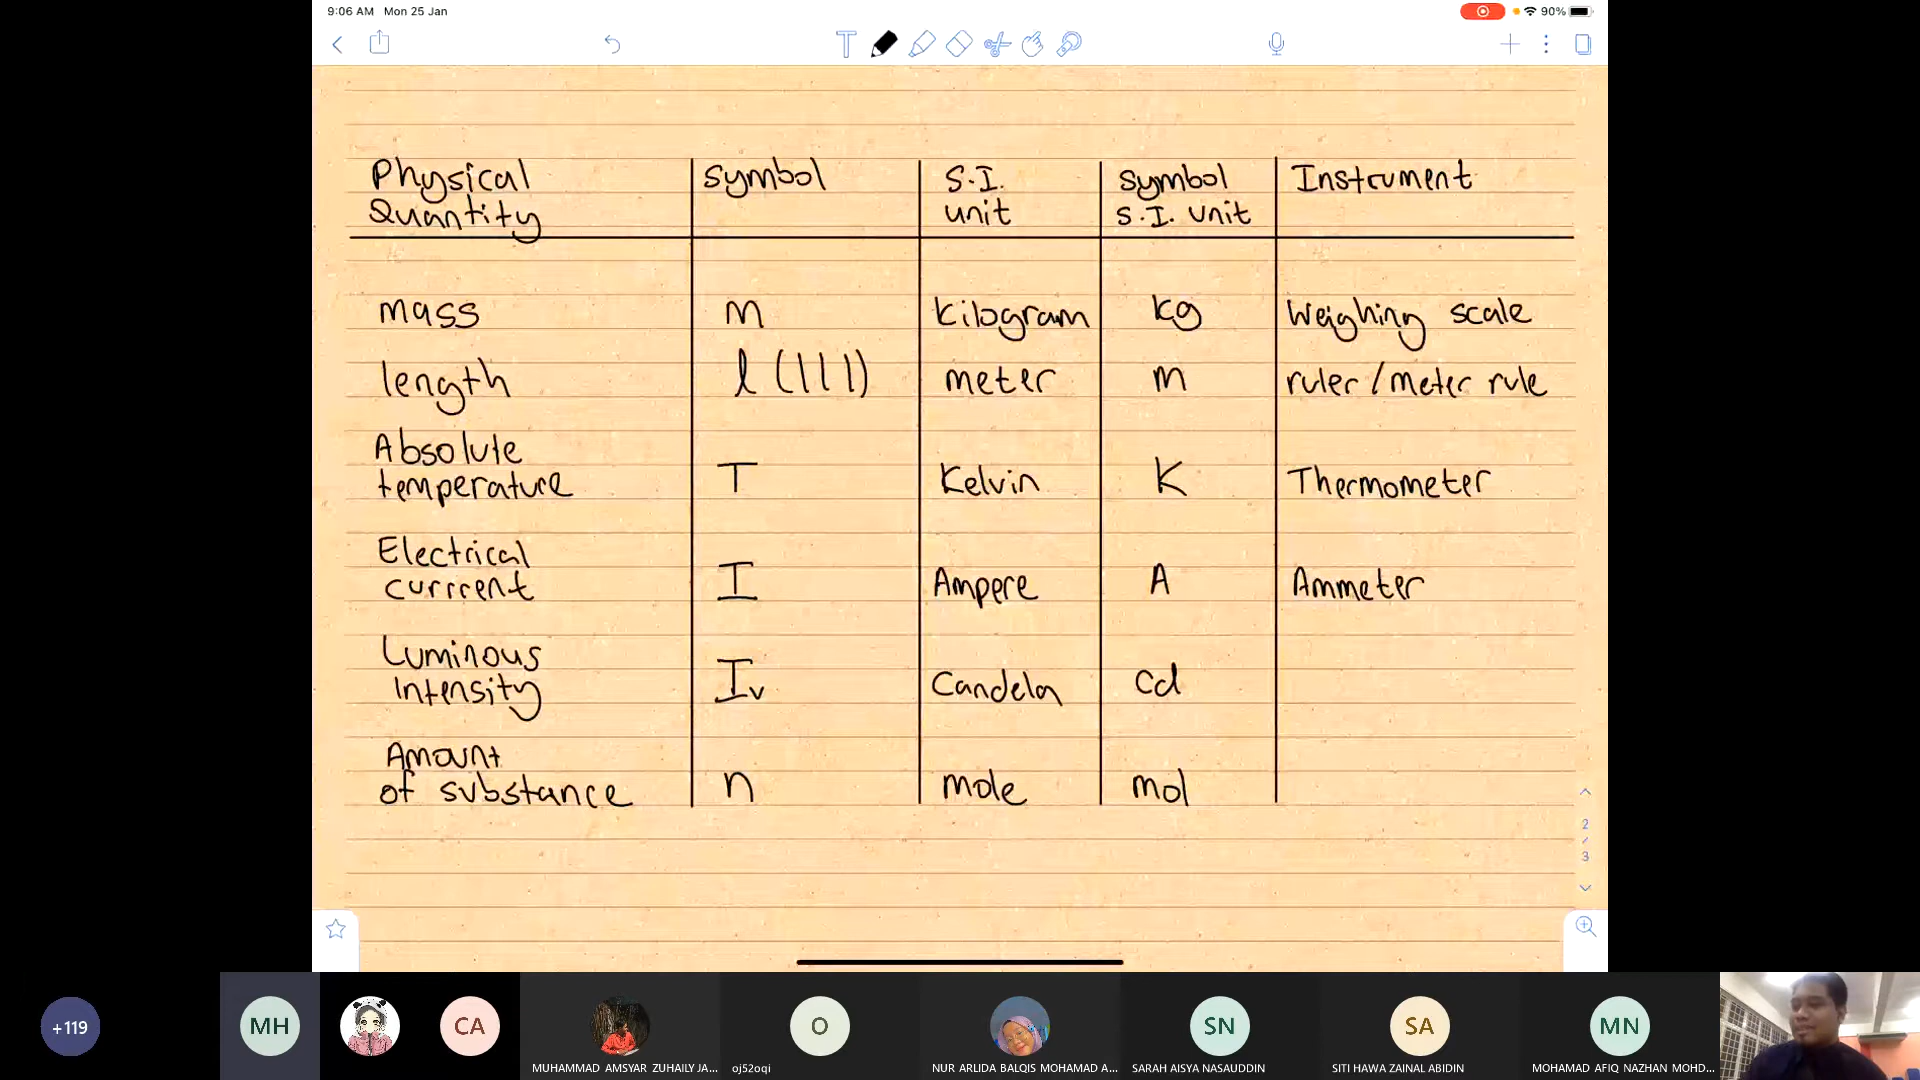 9:06 AM Mon 25 Jan
90%
T
Physical Quantity
Symbol
S.I. unit
Symbol S.I. unit
Instrument
mass m kilogram kg Weighing scale
length l (l l l) meter m ruler / meter rule
Absolute temperature T Kelvin K Thermometer
Electrical currrent I Ampere A Ammeter
Luminous Intensity Iv Candela Cd
Amount of substance n mole mol
2
/
3
+119
MH
CA
O
SN
SA
MN
MUHAMMAD AMSYAR ZUHAILY JA...
oj52oqi
NUR ARLIDA BALQIS MOHAMAD A...
SARAH AISYA NASAUDDIN
SITI HAWA ZAINAL ABIDIN
MOHAMAD AFIQ NAZHAN MOHD...